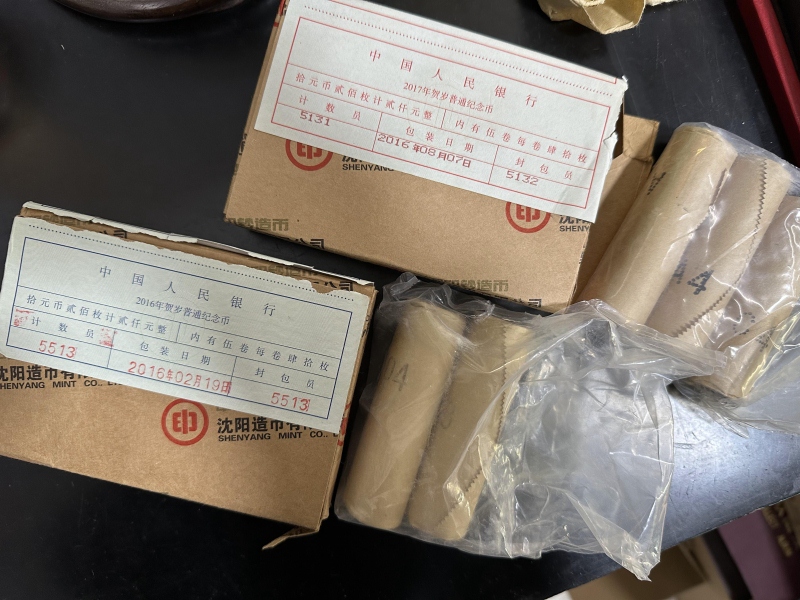 中国人民银行
2017年贺岁普通纪念币
拾元币贰佰枚计贰仟元整 内有伍卷每卷肆拾枚
计数员 包装日期 封包员
5131 2016年08月07日 5132
印
沈阳
SHENYANG
印
沈阳
SHENY
中国人民银行
2016年贺岁普通纪念币
拾元币贰佰枚计贰仟元整 内有伍卷每卷肆拾枚
计数员 包装日期 封包员
5513 2016年02月19日 5513
沈阳造币有
SHENYANG MINT CO.. L
印
沈阳造币有
SHENYANG MINT CO..
04